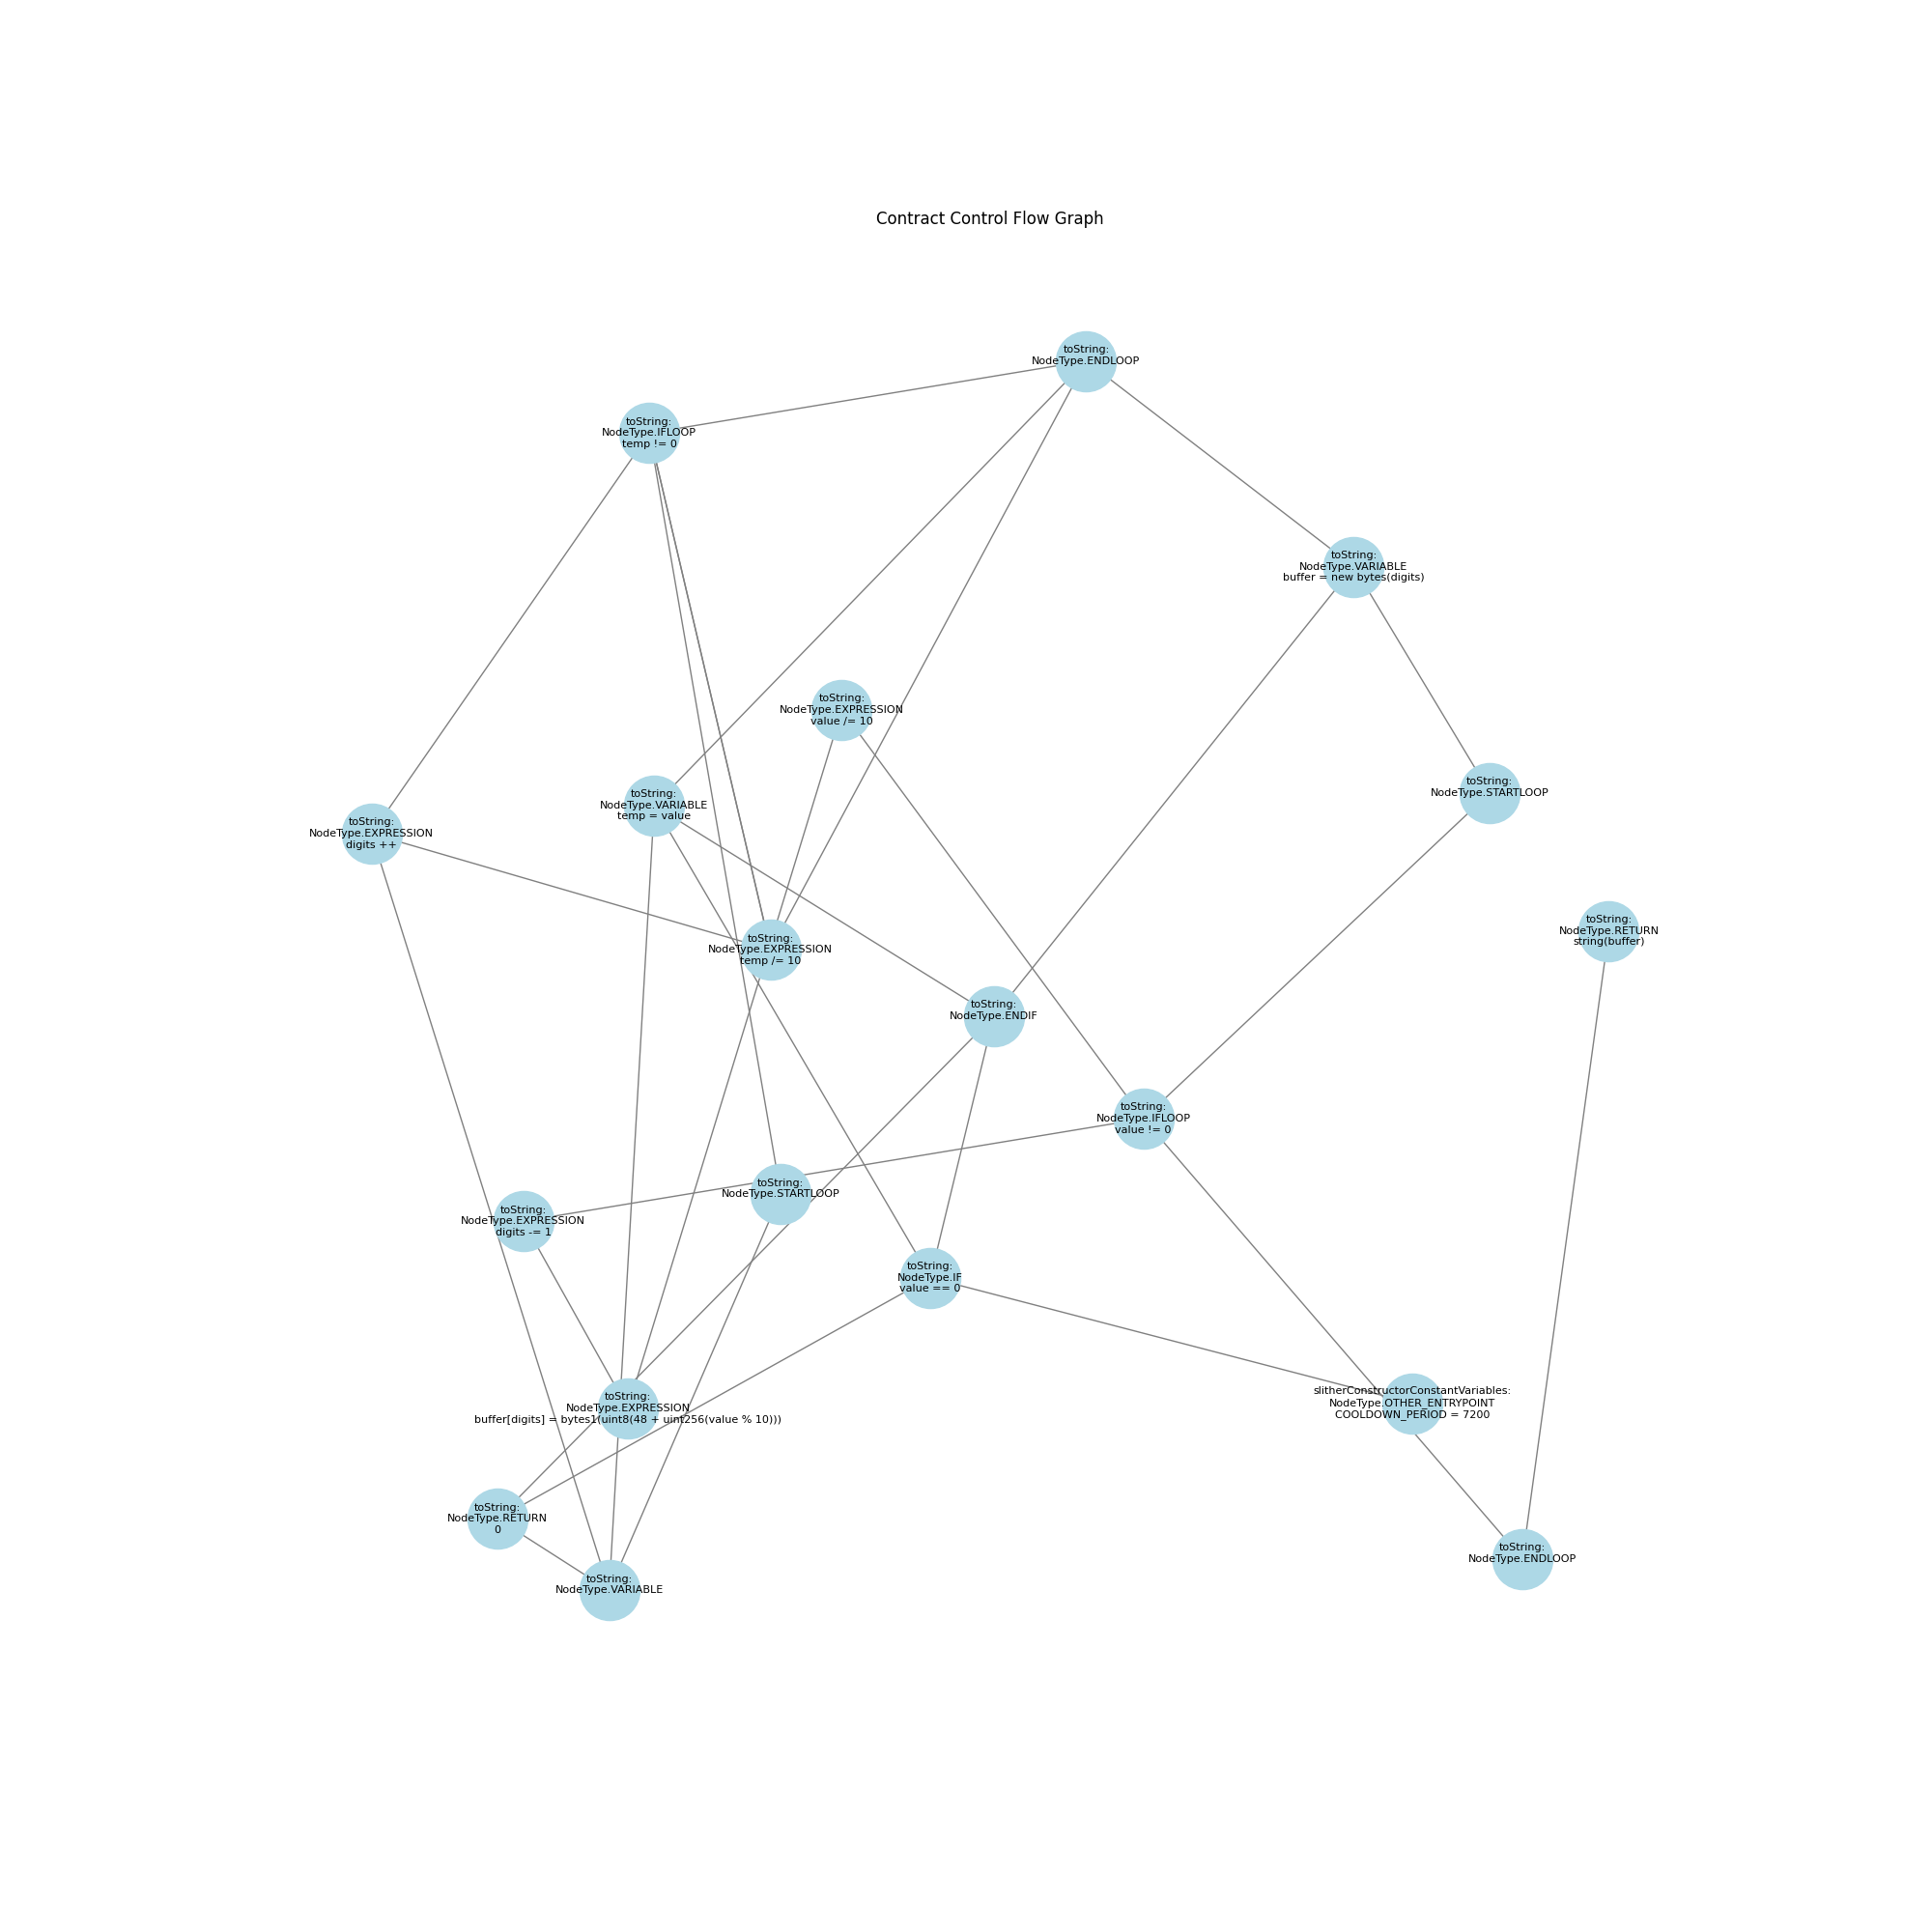 Contract Control Flow Graph
toString:
NodeType.ENDLOOP
toString:
NodeType.IFLOOP
temp != 0
toString:
NodeType.VARIABLE
buffer = new bytes(digits)
toString:
NodeType.EXPRESSION
value /= 10
toString:
NodeType.STARTLOOP
toString:
NodeType.VARIABLE
temp = value
toString:
NodeType.EXPRESSION
digits ++
toString:
NodeType.RETURN
string(buffer)
toString:
NodeType.EXPRESSION
temp /= 10
toString:
NodeType.ENDIF
toString:
NodeType.IFLOOP
value != 0
toString:
NodeType.STARTLOOP
toString:
NodeType.EXPRESSION
digits -= 1
toString:
NodeType.IF
value == 0
slitherConstructorConstantVariables:
NodeType.OTHER_ENTRYPOINT
COOLDOWN_PERIOD = 7200
toString:
NodeType.EXPRESSION
buffer[digits] = bytes1(uint8(48 + uint256(value % 10)))
toString:
NodeType.RETURN
0
toString:
NodeType.ENDLOOP
toString:
NodeType.VARIABLE